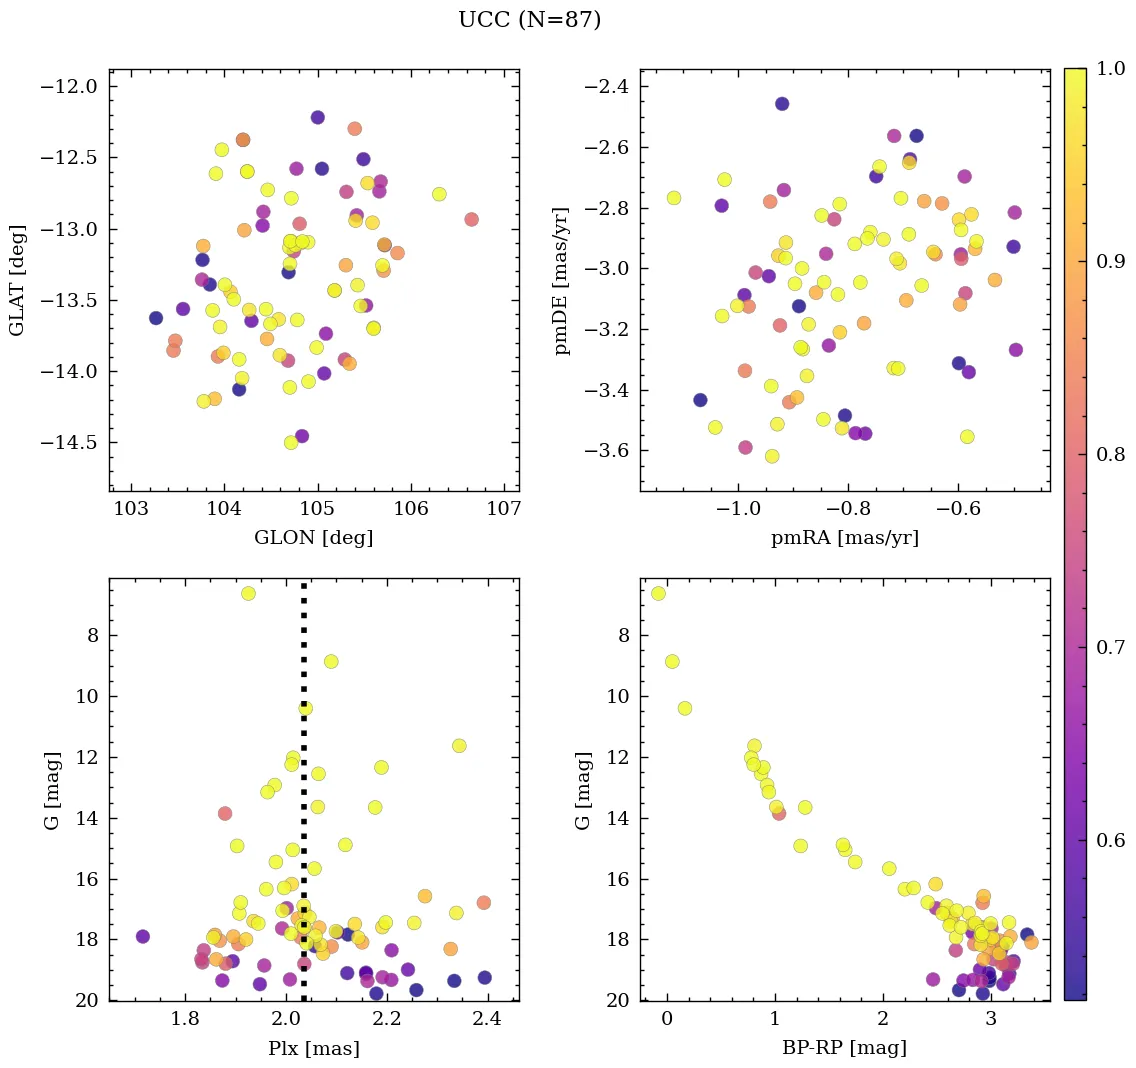 UCC (N=87)
−12.0
−12.5
−13.0
−13.5
−14.0
−14.5
GLAT [deg]
103 104 105 106 107
GLON [deg]
−2.4
−2.6
−2.8
−3.0
−3.2
−3.4
−3.6
pmDE [mas/yr]
−1.0 −0.8 −0.6
pmRA [mas/yr]
1.0
0.9
0.8
0.7
0.6
8
10
12
14
16
18
20
G [mag]
1.8 2.0 2.2 2.4
Plx [mas]
8
10
12
14
16
18
20
G [mag]
0 1 2 3
BP-RP [mag]